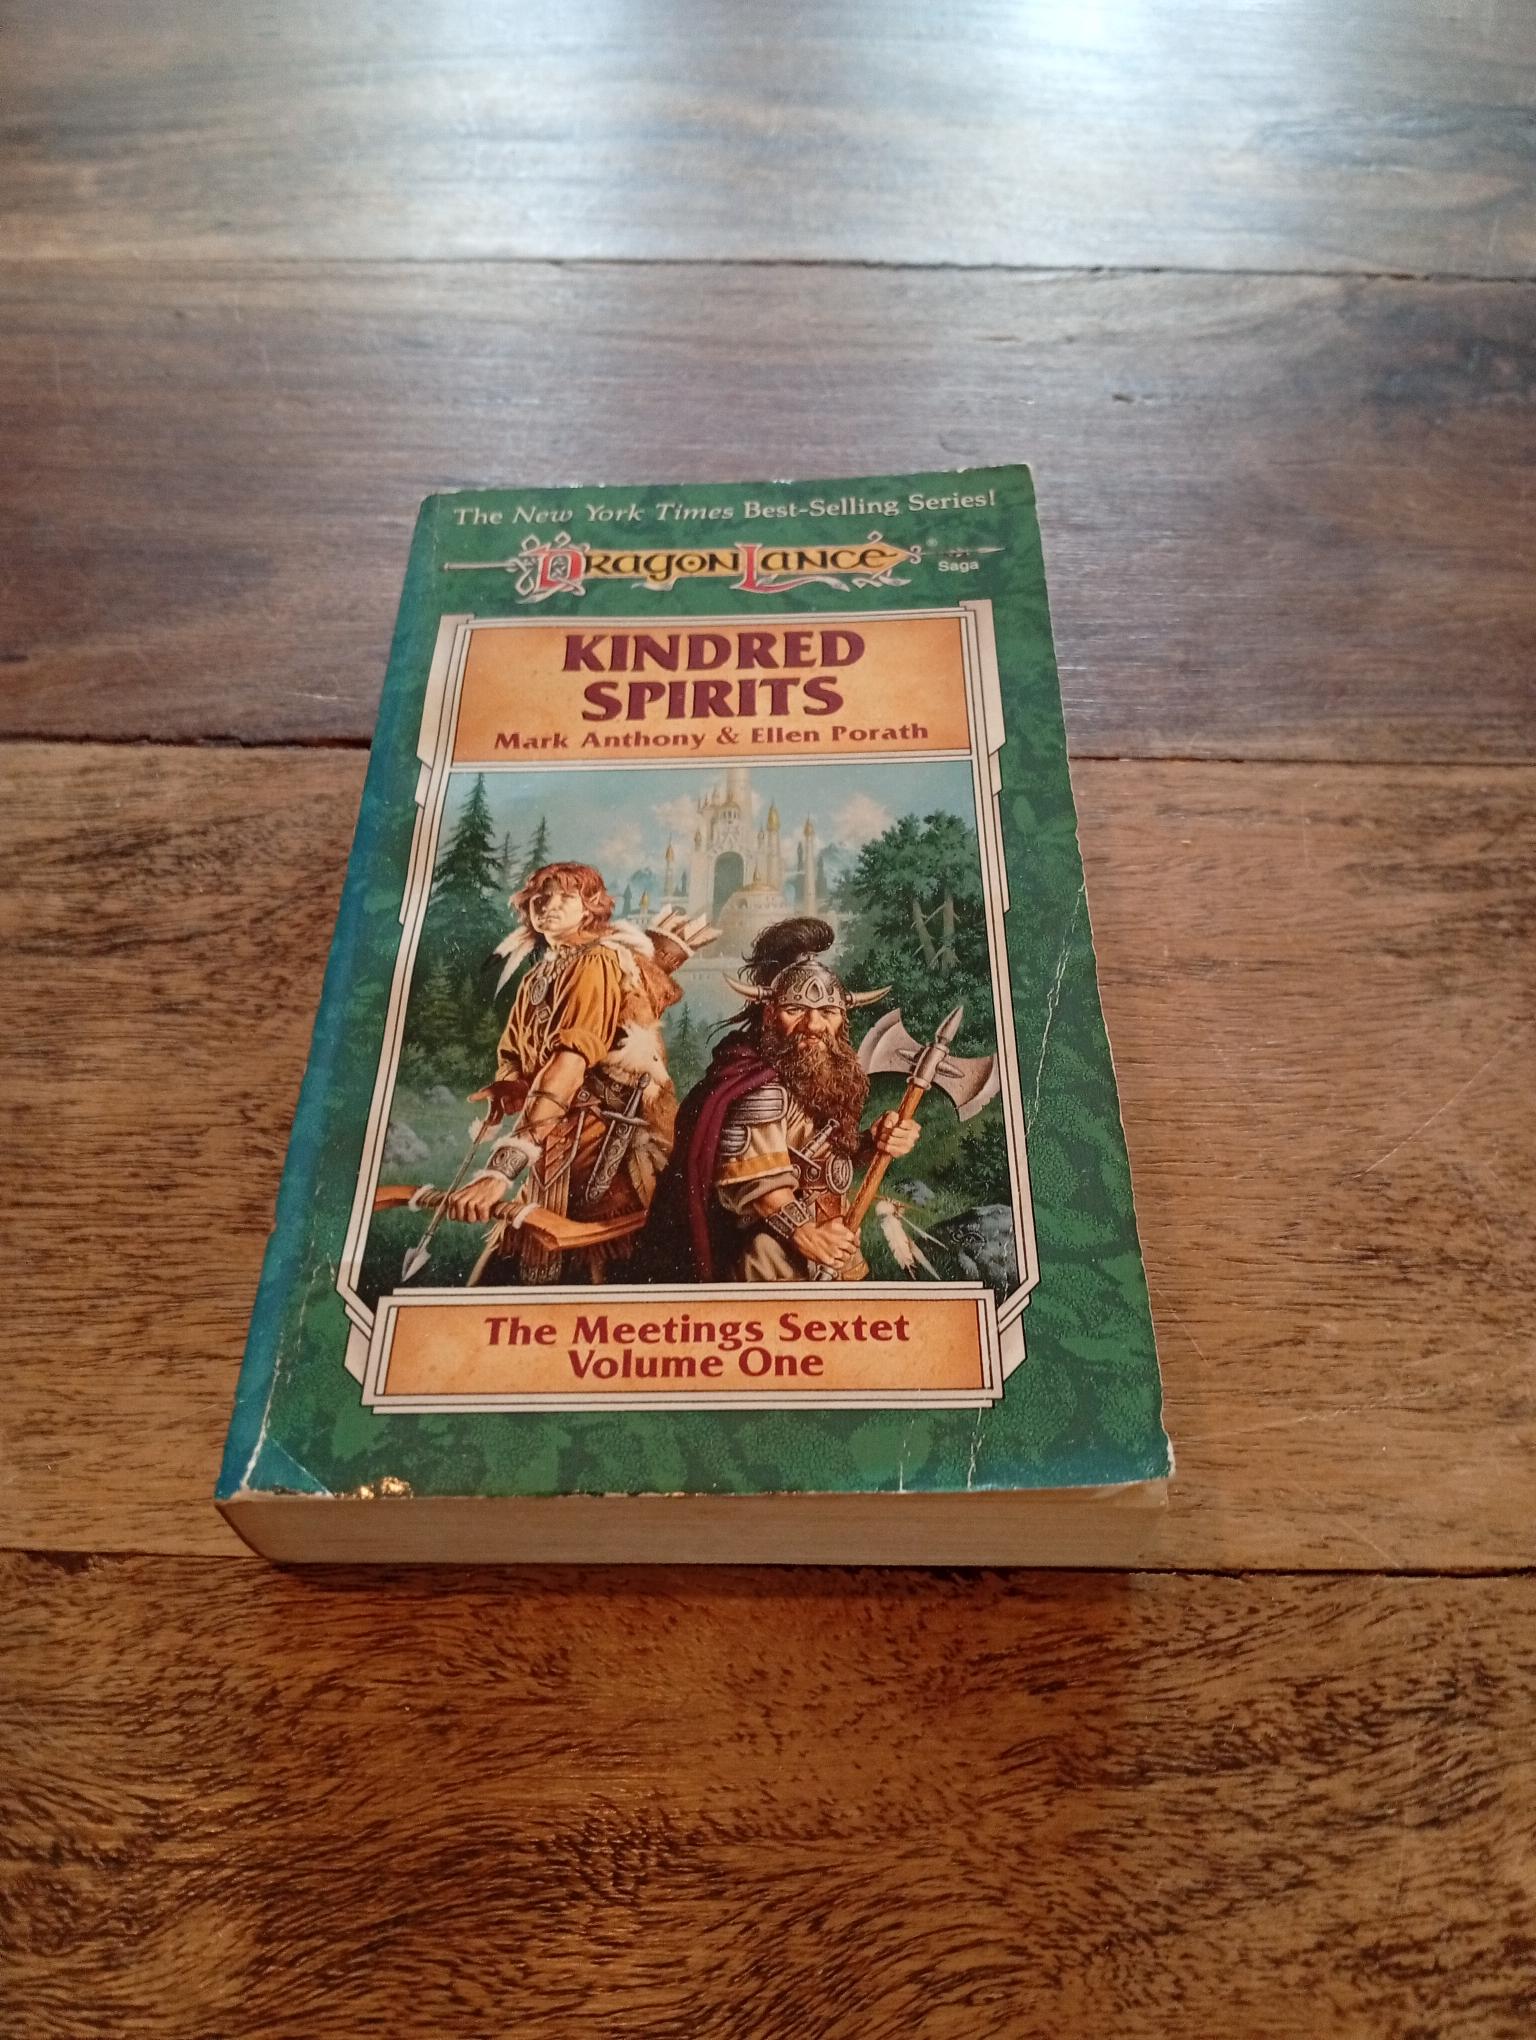 The New York Times Best-Selling Series!
DRAGONLANCE®
Saga
KINDRED
SPIRITS
Mark Anthony & Ellen Porath
The Meetings Sextet
Volume One